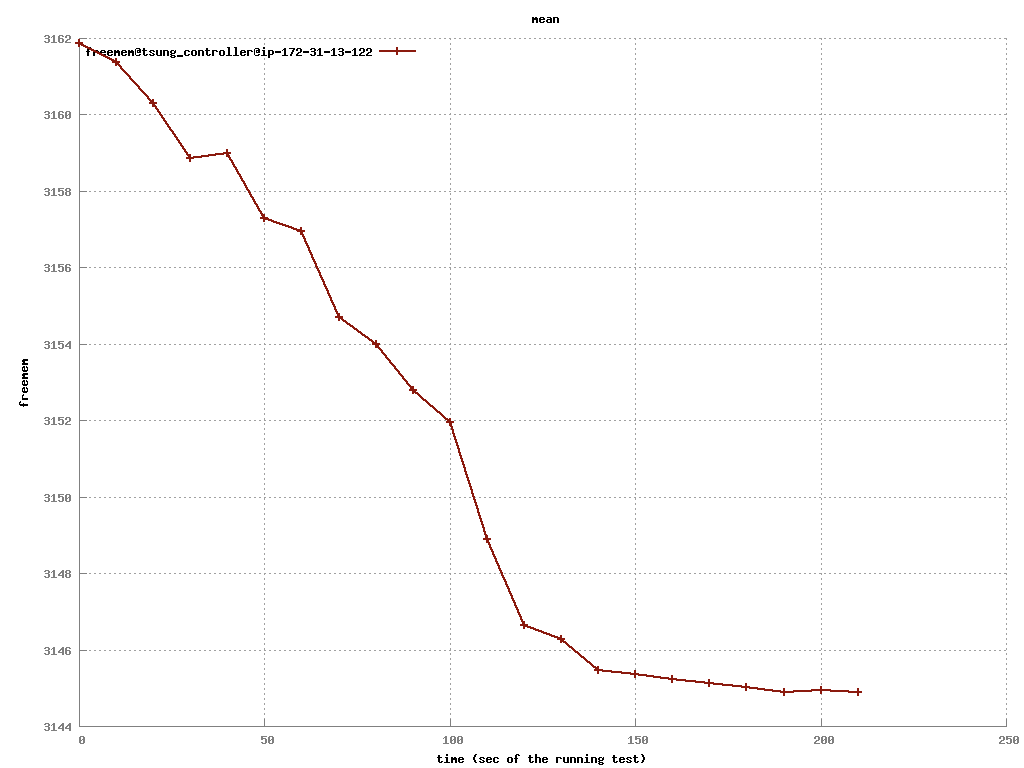 mean
freemem@tsung_controller@ip-172-31-13-122
3162
3160
3158
3156
3154
3152
3150
3148
3146
3144
freemem
0 50 100 150 200 250
time (sec of the running test)